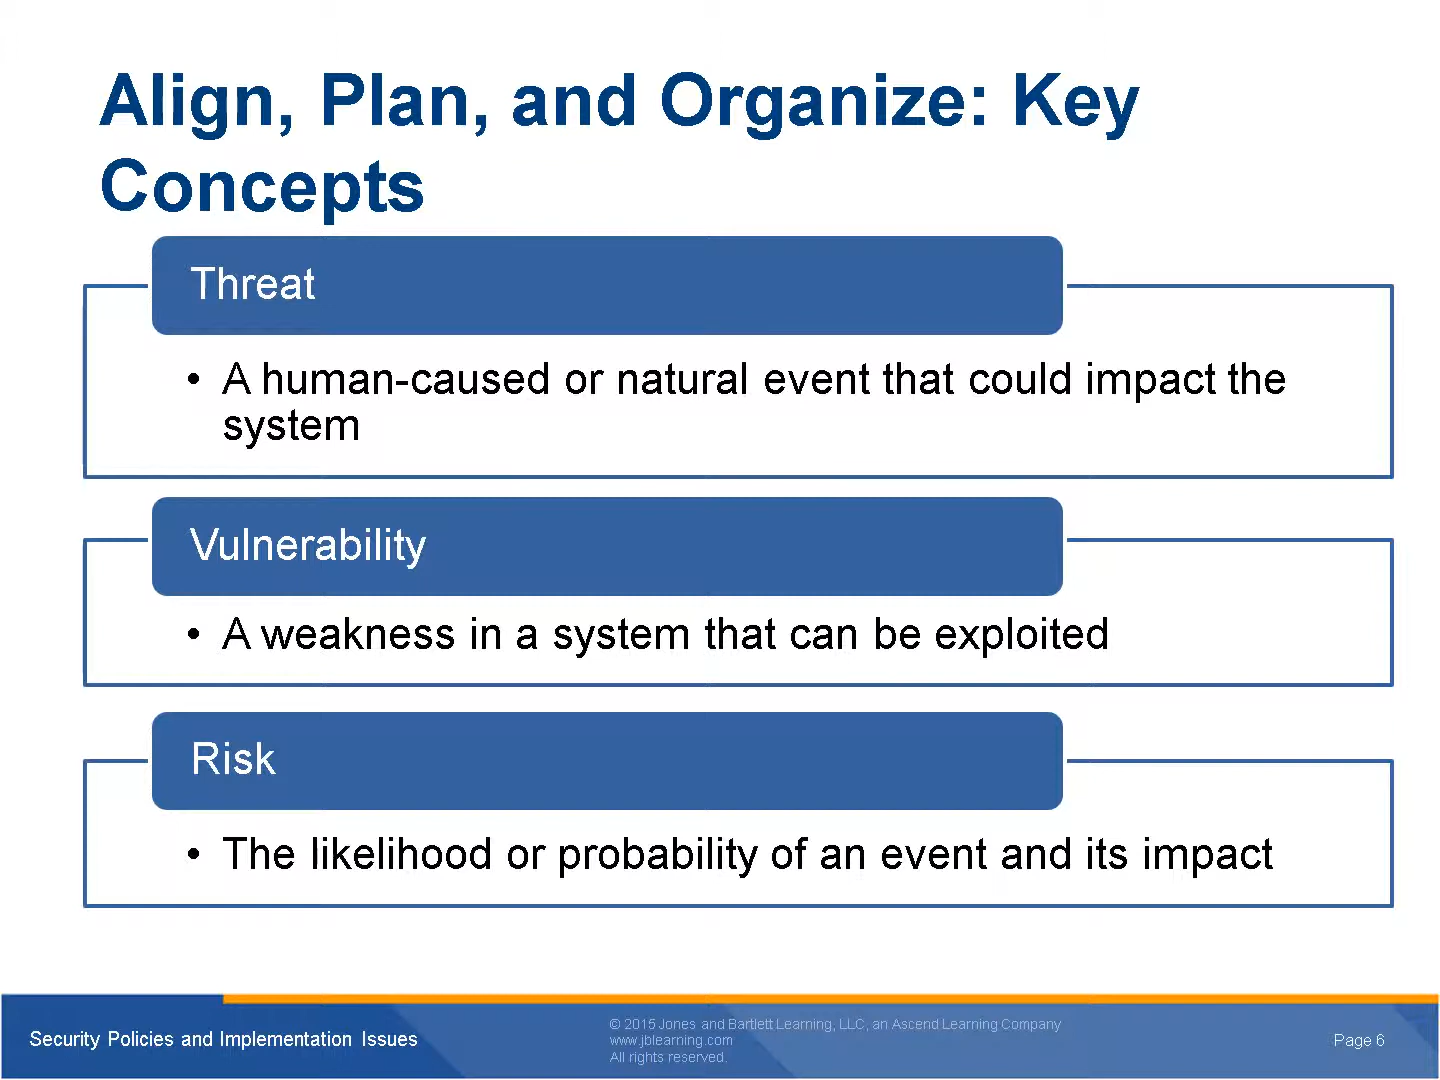 Align, Plan, and Organize: Key
Concepts
Threat
• A human-caused or natural event that could impact the
system
Vulnerability
• A weakness in a system that can be exploited
Risk
• The likelihood or probability of an event and its impact
Security Policies and Implementation Issues
© 2015 Jones and Bartlett Learning, LLC, an Ascend Learning Company
www.jblearning.com
All rights reserved.
Page 6